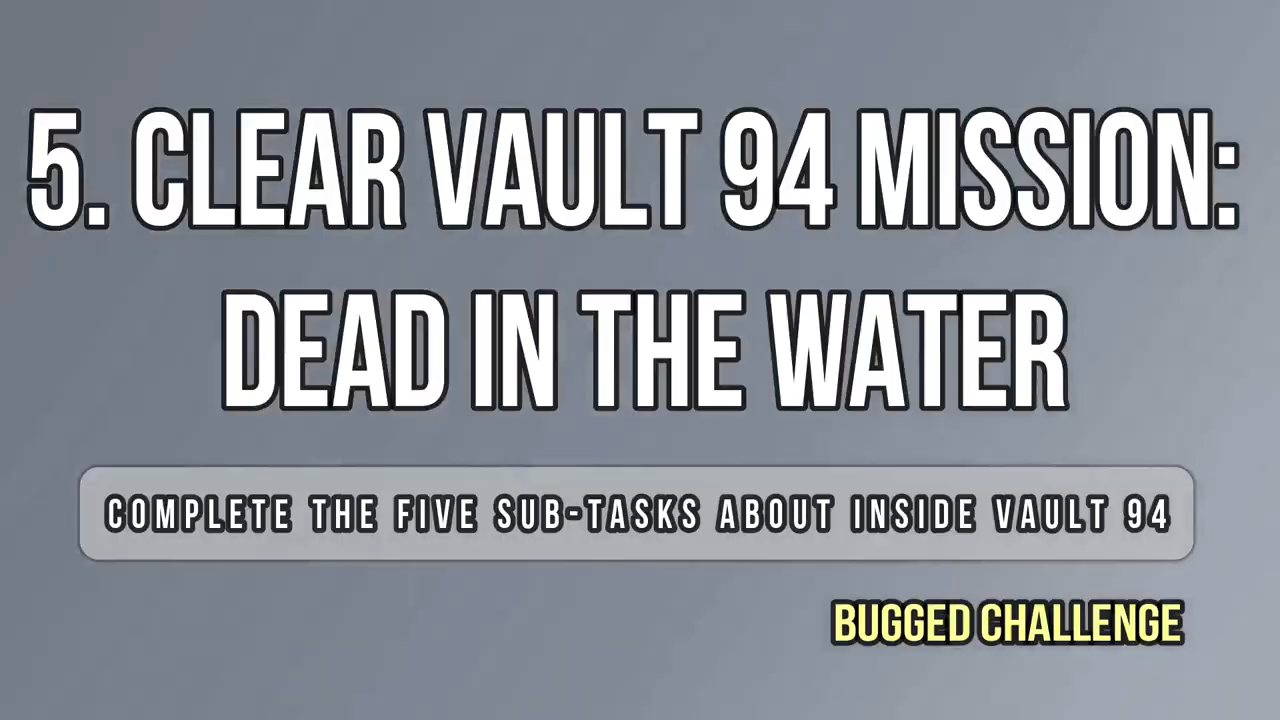 5. CLEAR VAULT 94 MISSION:
DEAD IN THE WATER
COMPLETE THE FIVE SUB-TASKS ABOUT INSIDE VAULT 94
BUGGED CHALLENGE